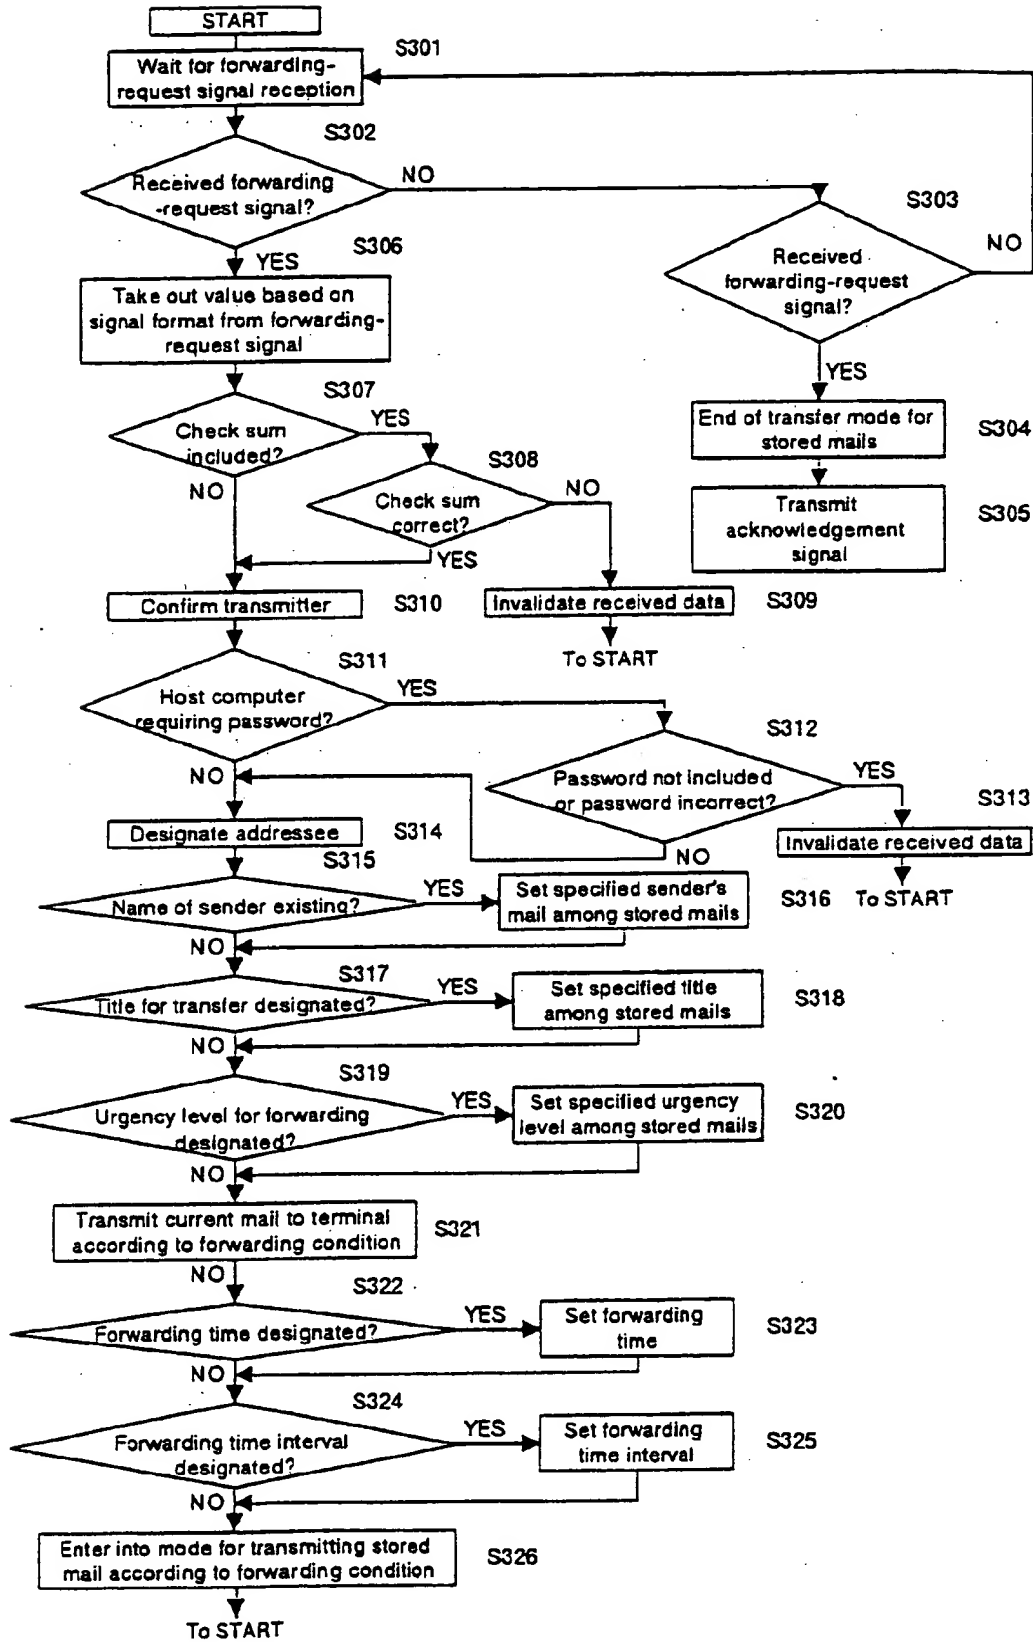 START
S301
Wait for forwarding-
request signal reception
S302
Received forwarding
-request signal?
NO
S303
Received
forwarding-request
signal?
NO
S306
YES
Take out value based on
signal format from forwarding-
request signal
YES
End of transfer mode for
stored mails
S304
Transmit
acknowledgement
signal
S305
S307
Check sum
included?
YES
NO
S308
Check sum
correct?
NO
YES
Confirm transmitter
S310
Invalidate received data
S309
To START
S311
Host computer
requiring password?
YES
NO
S312
Password not included
or password incorrect?
YES
NO
S313
Invalidate received data
To START
Designate addressee
S314
S315
Name of sender existing?
YES
Set specified sender's
mail among stored mails
S316
NO
S317
Title for transfer designated?
YES
Set specified title
among stored mails
S318
NO
S319
Urgency level for forwarding
designated?
YES
Set specified urgency
level among stored mails
S320
NO
Transmit current mail to terminal
according to forwarding condition
S321
NO
S322
Forwarding time designated?
YES
Set forwarding
time
S323
NO
S324
Forwarding time interval
designated?
YES
Set forwarding
time interval
S325
NO
Enter into mode for transmitting stored
mail according to forwarding condition
S326
To START